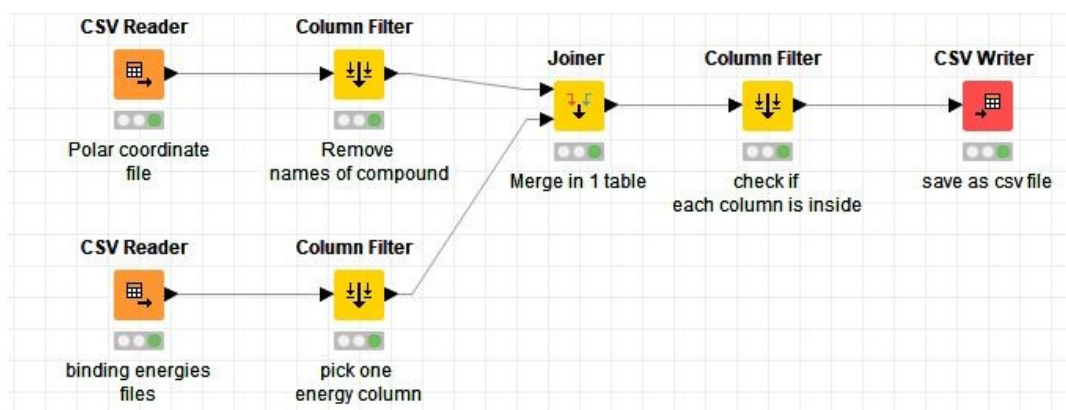 CSV Reader
Column Filter
Joiner
Column Filter
CSV Writer
Polar coordinate
file
Remove
names of compound
Merge in 1 table
check if
each column is inside
save as csv file
CSV Reader
Column Filter
binding energies
files
pick one
energy column